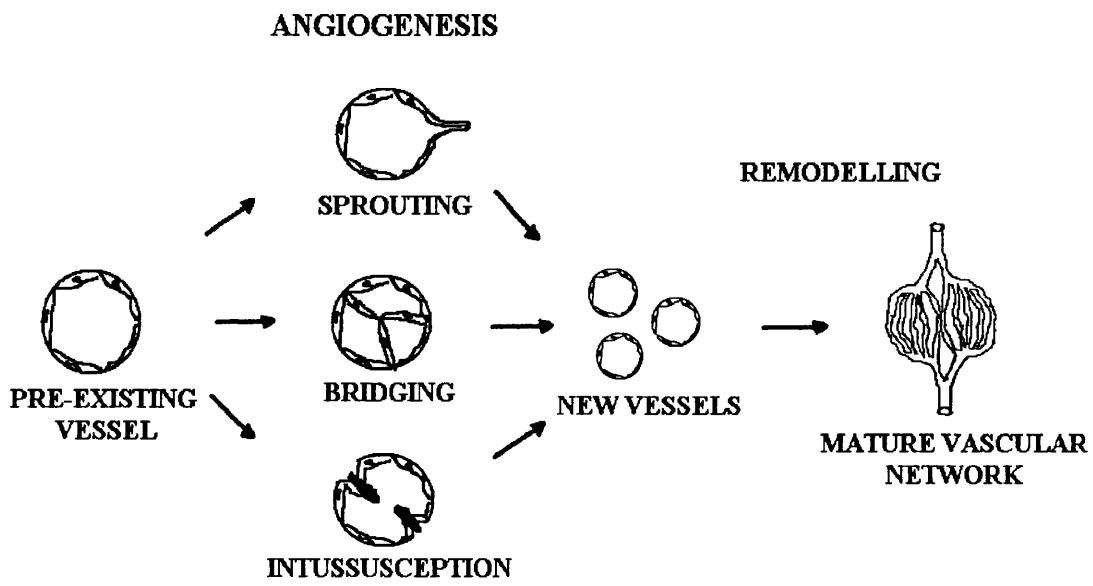 ANGIOGENESIS
SPROUTING
REMODELLING
PRE-EXISTING
VESSEL
BRIDGING
NEW VESSELS
MATURE VASCULAR
NETWORK
INTUSSUSCEPTION